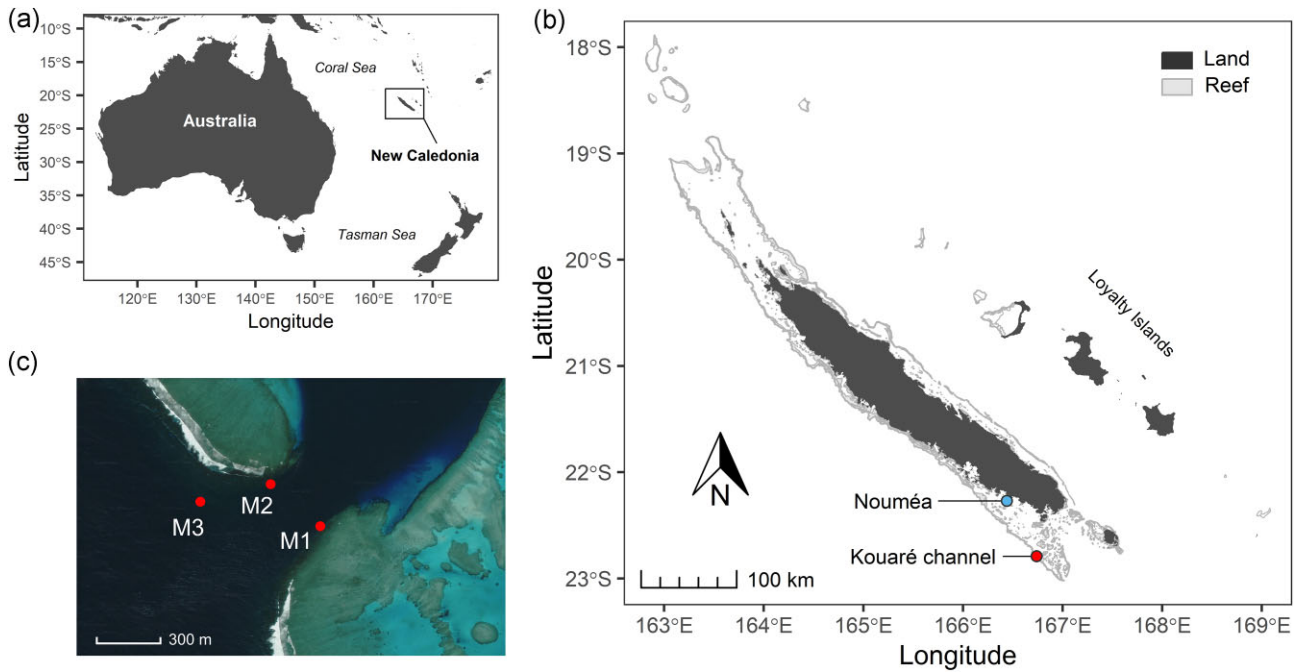 (a)
10°S
15°S
20°S
25°S
30°S
35°S
40°S
45°S
Latitude
Coral Sea
Australia
New Caledonia
Tasman Sea
120°E 130°E 140°E 150°E 160°E 170°E
Longitude
(b)
18°S
19°S
20°S
21°S
22°S
23°S
Latitude
Land
Reef
Loyalty Islands
N
Nouméa
Kouaré channel
100 km
163°E 164°E 165°E 166°E 167°E 168°E 169°E
Longitude
(c)
M3
M2
M1
300 m